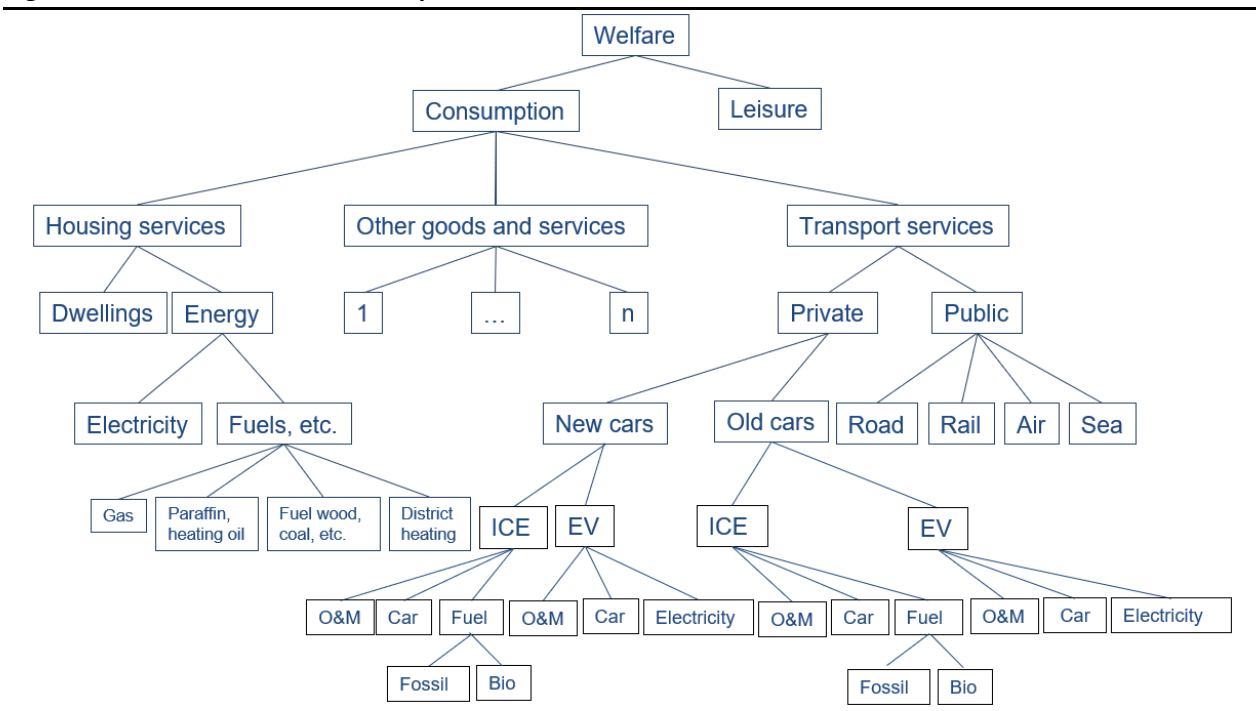 Welfare
Consumption
Leisure
Housing services
Other goods and services
Transport services
Dwellings
Energy
1
...
n
Private
Public
Electricity
Fuels, etc.
New cars
Old cars
Road
Rail
Air
Sea
Gas
Paraffin,
heating oil
Fuel wood,
coal, etc.
District
heating
ICE
EV
ICE
EV
O&M
Car
Fuel
O&M
Car
Electricity
O&M
Car
Fuel
O&M
Car
Electricity
Fossil
Bio
Fossil
Bio